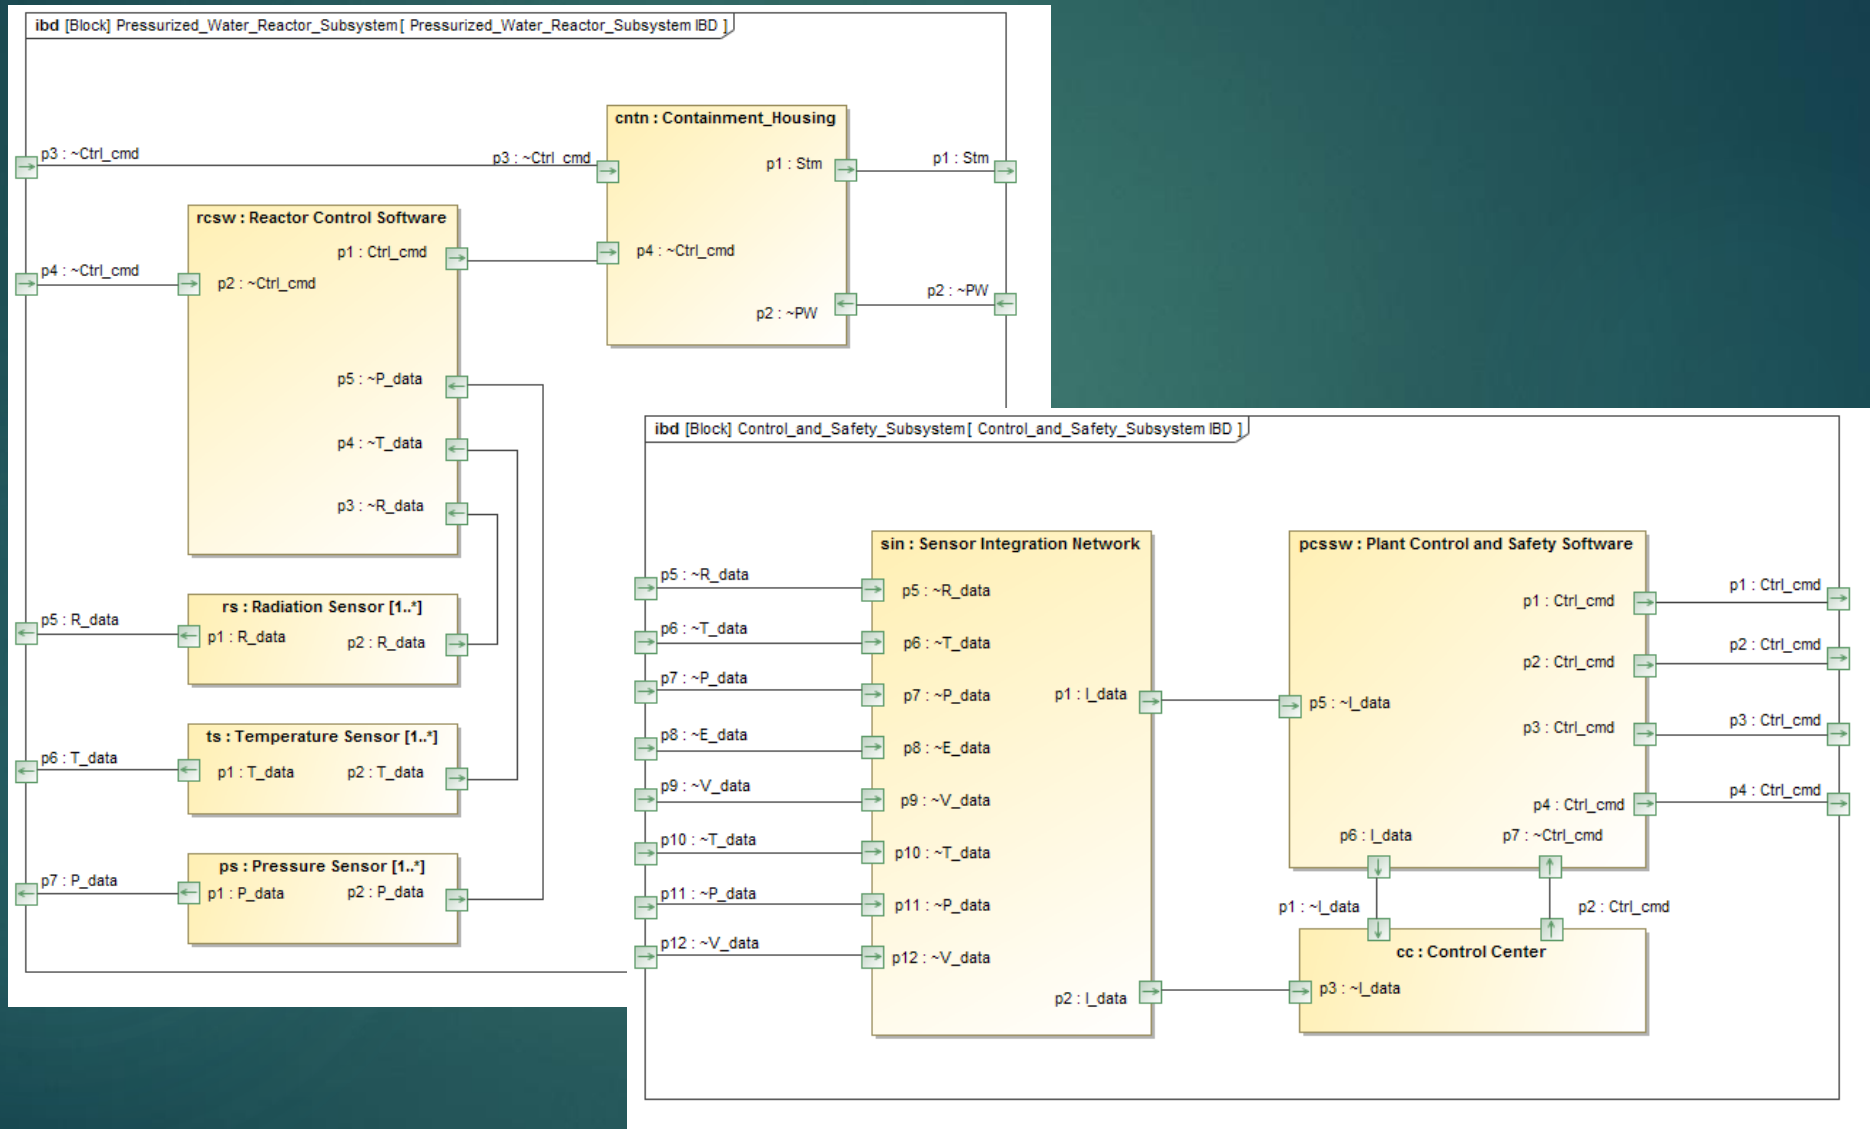 ibd [Block] Pressurized_Water_Reactor_Subsystem [ Pressurized_Water_Reactor_Subsystem IBD ]
cntn : Containment_Housing
p3 : ~Ctrl_cmd
p3 : ~Ctrl_cmd
p1 : Stm
p1 : Stm
rcsw : Reactor Control Software
p1 : Ctrl_cmd
p4 : ~Ctrl_cmd
p4 : ~Ctrl_cmd
p2 : ~Ctrl_cmd
p2 : ~PW
p2 : ~PW
p5 : ~P_data
p4 : ~T_data
p3 : ~R_data
rs : Radiation Sensor [1..*]
p5 : R_data
p1 : R_data
p2 : R_data
ts : Temperature Sensor [1..*]
p6 : T_data
p1 : T_data
p2 : T_data
ps : Pressure Sensor [1..*]
p7 : P_data
p1 : P_data
p2 : P_data
ibd [Block] Control_and_Safety_Subsystem [ Control_and_Safety_Subsystem IBD ]
sin : Sensor Integration Network
p5 : ~R_data
p5 : ~R_data
p6 : ~T_data
p6 : ~T_data
p7 : ~P_data
p7 : ~P_data
p1 : I_data
p8 : ~E_data
p8 : ~E_data
p9 : ~V_data
p9 : ~V_data
p10 : ~T_data
p10 : ~T_data
p11 : ~P_data
p11 : ~P_data
p12 : ~V_data
p12 : ~V_data
p2 : I_data
pcssw : Plant Control and Safety Software
p1 : Ctrl_cmd
p1 : Ctrl_cmd
p2 : Ctrl_cmd
p2 : Ctrl_cmd
p5 : ~I_data
p3 : Ctrl_cmd
p3 : Ctrl_cmd
p4 : Ctrl_cmd
p4 : Ctrl_cmd
p6 : I_data
p7 : ~Ctrl_cmd
p1 : ~I_data
p2 : Ctrl_cmd
cc : Control Center
p3 : ~I_data